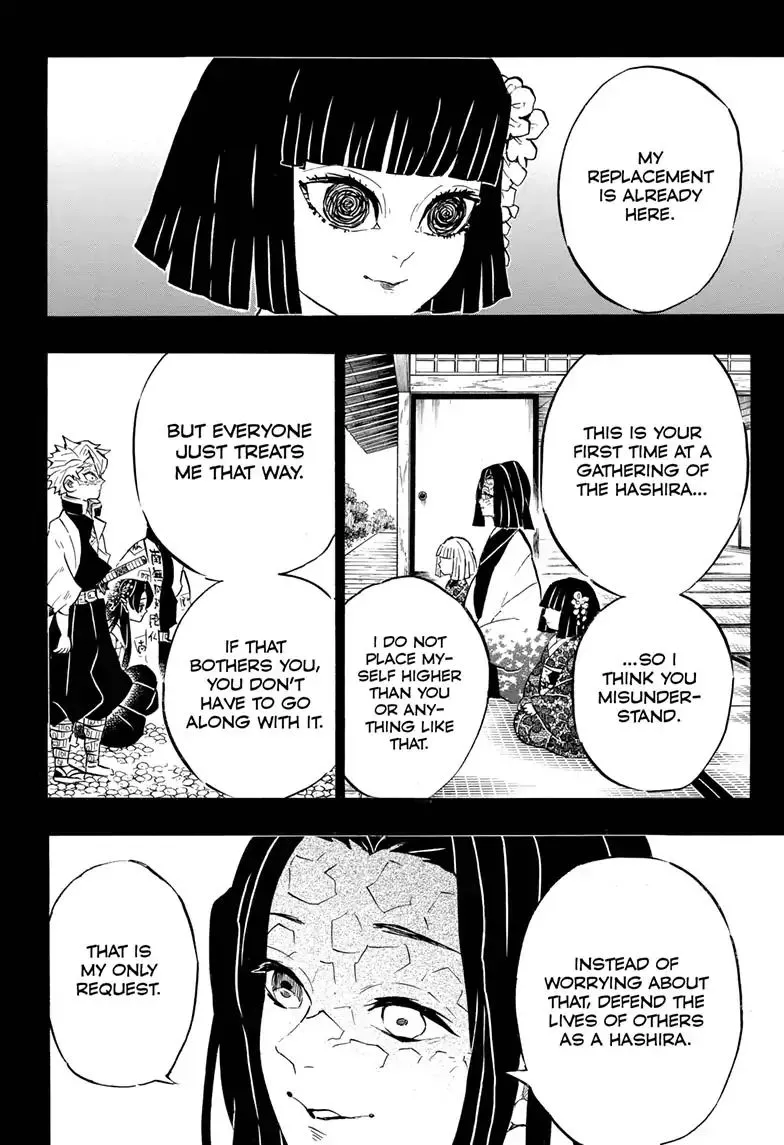 MY
REPLACEMENT
IS ALREADY
HERE.
THIS IS YOUR
FIRST TIME AT A
GATHERING OF
THE HASHIRA...
...SO I
THINK YOU
MISUNDER-
STAND.
I DO NOT
PLACE MY-
SELF HIGHER
THAN YOU
OR ANY-
THING LIKE
THAT.
BUT EVERYONE
JUST TREATS
ME THAT WAY.
IF THAT
BOTHERS YOU,
YOU DON'T
HAVE TO GO
ALONG WITH IT.
INSTEAD OF
WORRYING ABOUT
THAT, DEFEND THE
LIVES OF OTHERS
AS A HASHIRA.
THAT IS
MY ONLY
REQUEST.